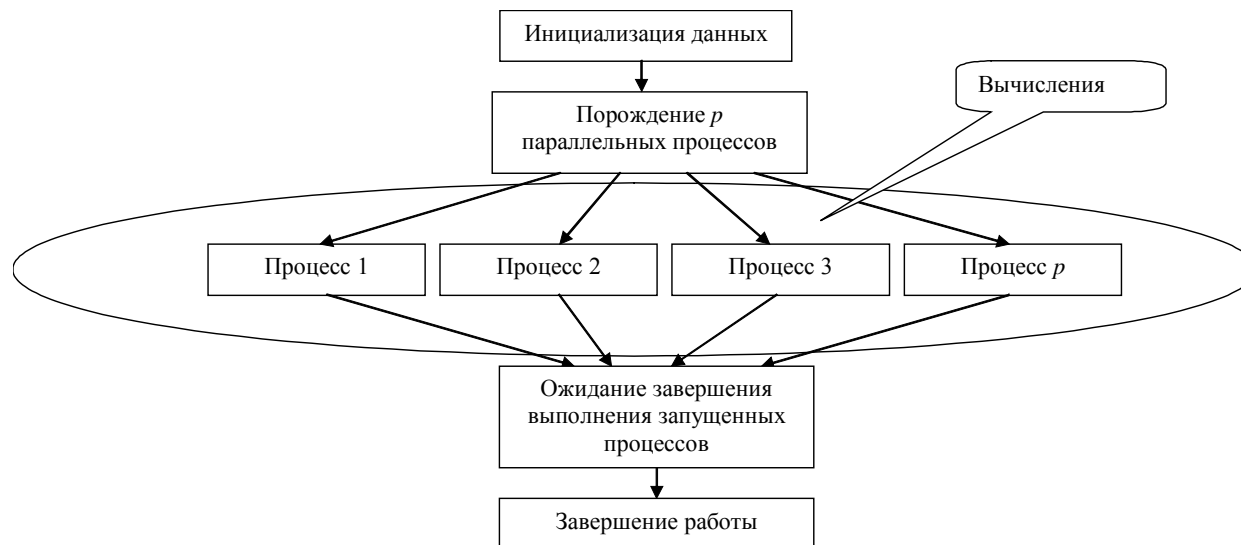 Инициализация данных
Вычисления
Порождение p
параллельных процессов
Процесс 1
Процесс 2
Процесс 3
Процесс p
Ожидание завершения
выполнения запущенных
процессов
Завершение работы